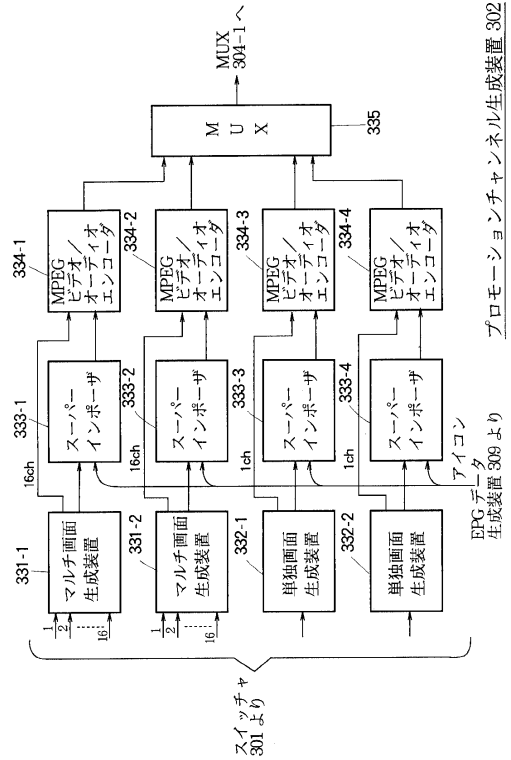 スイッチャ
301より
1
2
16
331-1
マルチ画面
生成装置
16ch
333-1
スーパー
インポーザ
334-1
MPEG
ビデオ/
オーディオ
エンコーダ
1
2
16
331-2
マルチ画面
生成装置
16ch
333-2
スーパー
インポーザ
334-2
MPEG
ビデオ/
オーディオ
エンコーダ
332-1
単独画面
生成装置
1ch
333-3
スーパー
インポーザ
334-3
MPEG
ビデオ/
オーディオ
エンコーダ
332-2
単独画面
生成装置
1ch
333-4
スーパー
インポーザ
334-4
MPEG
ビデオ/
オーディオ
エンコーダ
MUX
335
MUX
304-1へ
アイコン
EPGデータ
生成装置309より
プロモーションチャンネル生成装置302